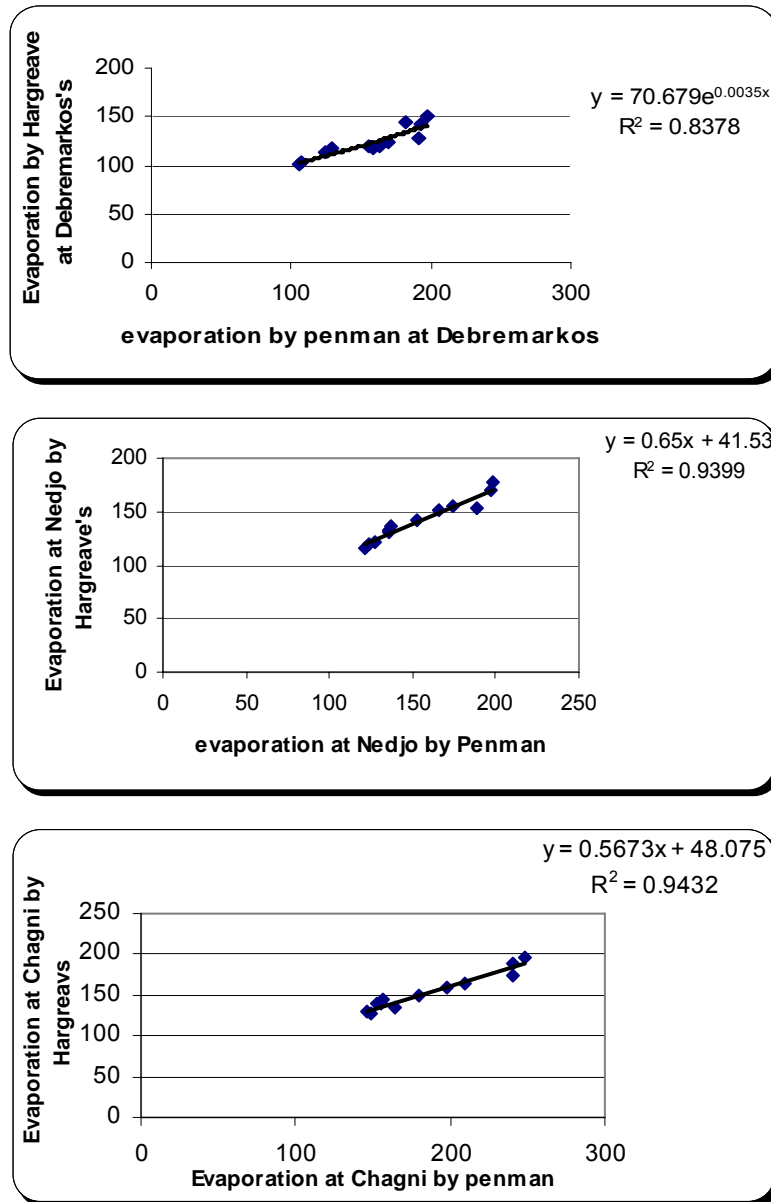 Evaporation by Hargreave
at Debremarkos's
200
150
100
50
0
0 100 200 300
evaporation by penman at Debremarkos
y = 70.679e^0.0035x
R² = 0.8378
Evaporation at Nedjo by
Hargreave's
200
150
100
50
0
0 50 100 150 200 250
evaporation at Nedjo by Penman
y = 0.65x + 41.53
R² = 0.9399
y = 0.5673x + 48.075
R² = 0.9432
Evaporation at Chagni by
Hargreavs
250
200
150
100
50
0
0 100 200 300
Evaporation at Chagni by penman